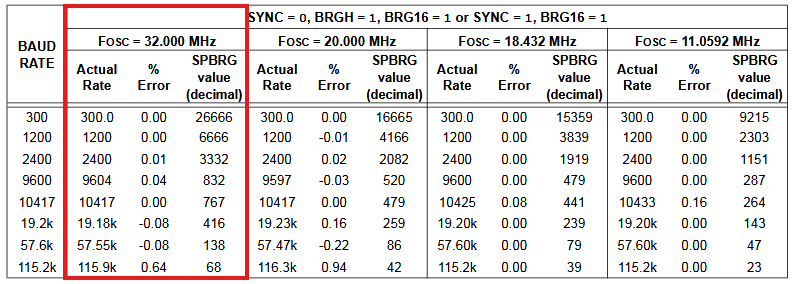 SYNC = 0, BRGH = 1, BRG16 = 1 or SYNC = 1, BRG16 = 1
BAUD RATE FOSC = 32.000 MHz FOSC = 20.000 MHz FOSC = 18.432 MHz FOSC = 11.0592 MHz
Actual Rate % Error SPBRG value (decimal) Actual Rate % Error SPBRG value (decimal) Actual Rate % Error SPBRG value (decimal) Actual Rate % Error SPBRG value (decimal)
300 300.0 0.00 26666 300.0 0.00 16665 300.0 0.00 15359 300.0 0.00 9215
1200 1200 0.00 6666 1200 -0.01 4166 1200 0.00 3839 1200 0.00 2303
2400 2400 0.01 3332 2400 0.02 2082 2400 0.00 1919 2400 0.00 1151
9600 9604 0.04 832 9597 -0.03 520 9600 0.00 479 9600 0.00 287
10417 10417 0.00 767 10417 0.00 479 10425 0.08 441 10433 0.16 264
19.2k 19.18k -0.08 416 19.23k 0.16 259 19.20k 0.00 239 19.20k 0.00 143
57.6k 57.55k -0.08 138 57.47k -0.22 86 57.60k 0.00 79 57.60k 0.00 47
115.2k 115.9k 0.64 68 116.3k 0.94 42 115.2k 0.00 39 115.2k 0.00 23